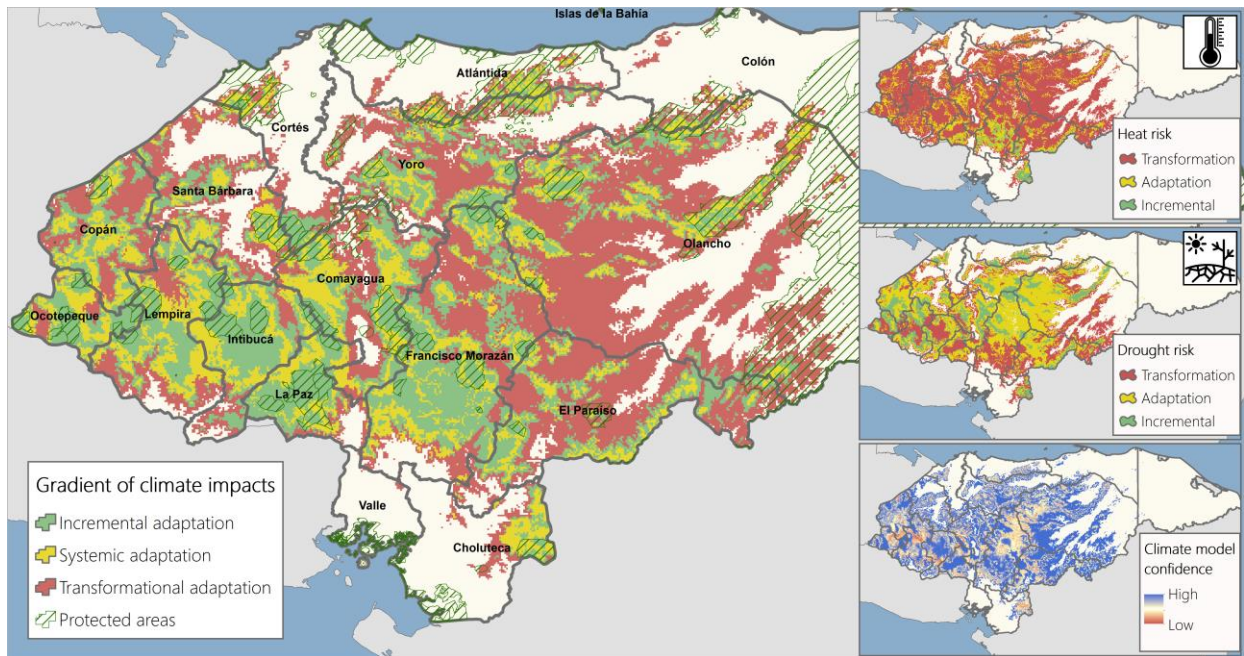 Islas de la Bahía
Atlántida
Colón
Cortés
Yoro
Santa Bárbara
Copán
Olancho
Comayagua
Ocotepeque
Lempira
Intibucá
Francisco Morazán
La Paz
El Paraíso
Valle
Choluteca
Gradient of climate impacts
Incremental adaptation
Systemic adaptation
Transformational adaptation
Protected areas
Heat risk
Transformation
Adaptation
Incremental
Drought risk
Transformation
Adaptation
Incremental
Climate model
confidence
High
Low